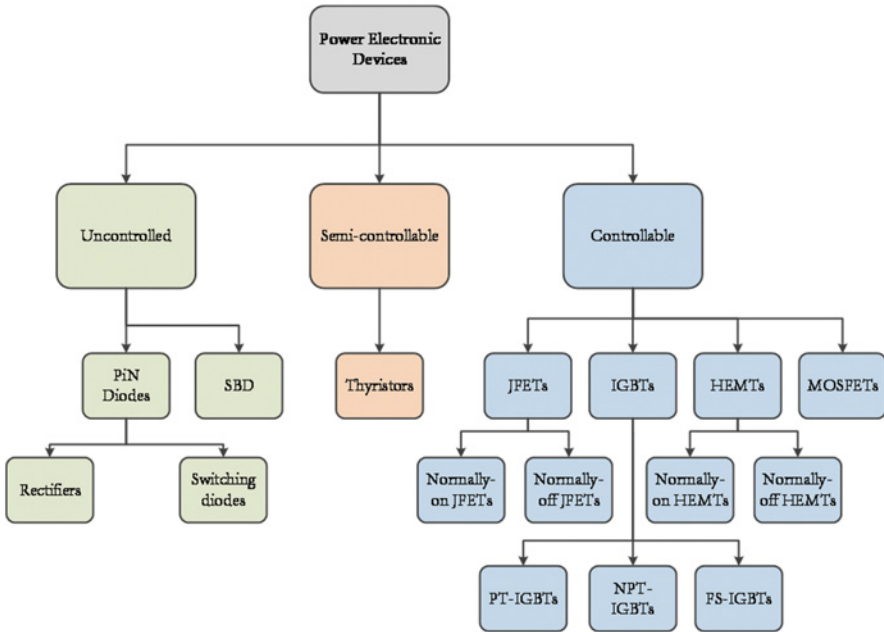 Power Electronic
Devices
Uncontrolled
Semi-controllable
Controllable
PiN
Diodes
SBD
Thyristors
JFETs
IGBTs
HEMTs
MOSFETs
Rectifiers
Switching
diodes
Normally-
on JFETs
Normally-
off JFETs
Normally-
on HEMTs
Normally-
off HEMTs
PT-IGBTs
NPT-
IGBTs
FS-IGBTs